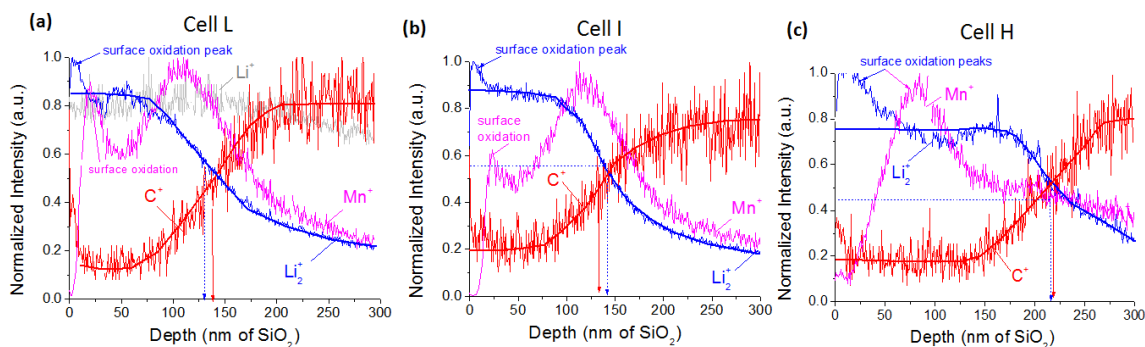 (a) Cell L
surface oxidation peak
Li⁺
surface oxidation
C⁺
Mn⁺
Li₂⁺
Normalized Intensity (a.u.)
1.0
0.8
0.6
0.4
0.2
0.0
0 50 100 150 200 250 300
Depth (nm of SiO₂)
(b) Cell I
surface oxidation peak
surface
oxidation
C⁺
Mn⁺
Li₂⁺
Normalized Intensity (a.u.)
1.0
0.8
0.6
0.4
0.2
0.0
0 50 100 150 200 250 300
Depth (nm of SiO₂)
(c) Cell H
surface oxidation peaks
Mn⁺
Li₂⁺
C⁺
Normalized Intensity (a.u.)
1.0
0.8
0.6
0.4
0.2
0.0
0 50 100 150 200 250 300
Depth (nm of SiO₂)